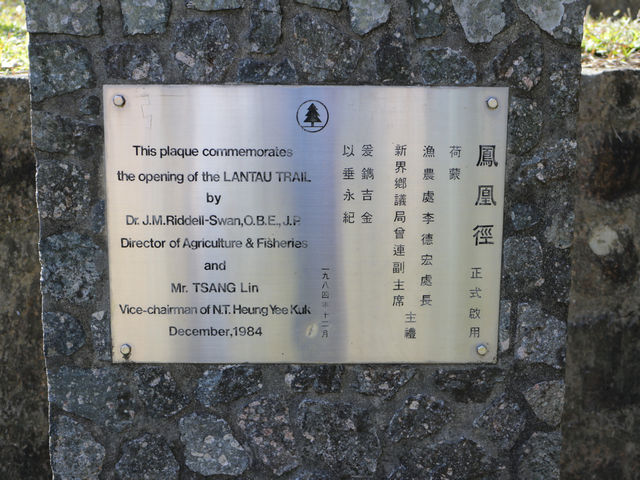 This plaque commemorates
the opening of the LANTAU TRAIL
by
Dr. J.M.Riddell-Swan,O.B.E.,J.P.
Director of Agriculture & Fisheries
and
Mr. TSANG Lin
Vice-chairman of N.T. Heung Yee Kuk
December,1984
鳳凰徑 正式啟用
荷蒙
漁農處李德宏處長
新界鄉議局曾連副主席 主禮
爰鐫吉金
以垂永紀
一九八四年十二月